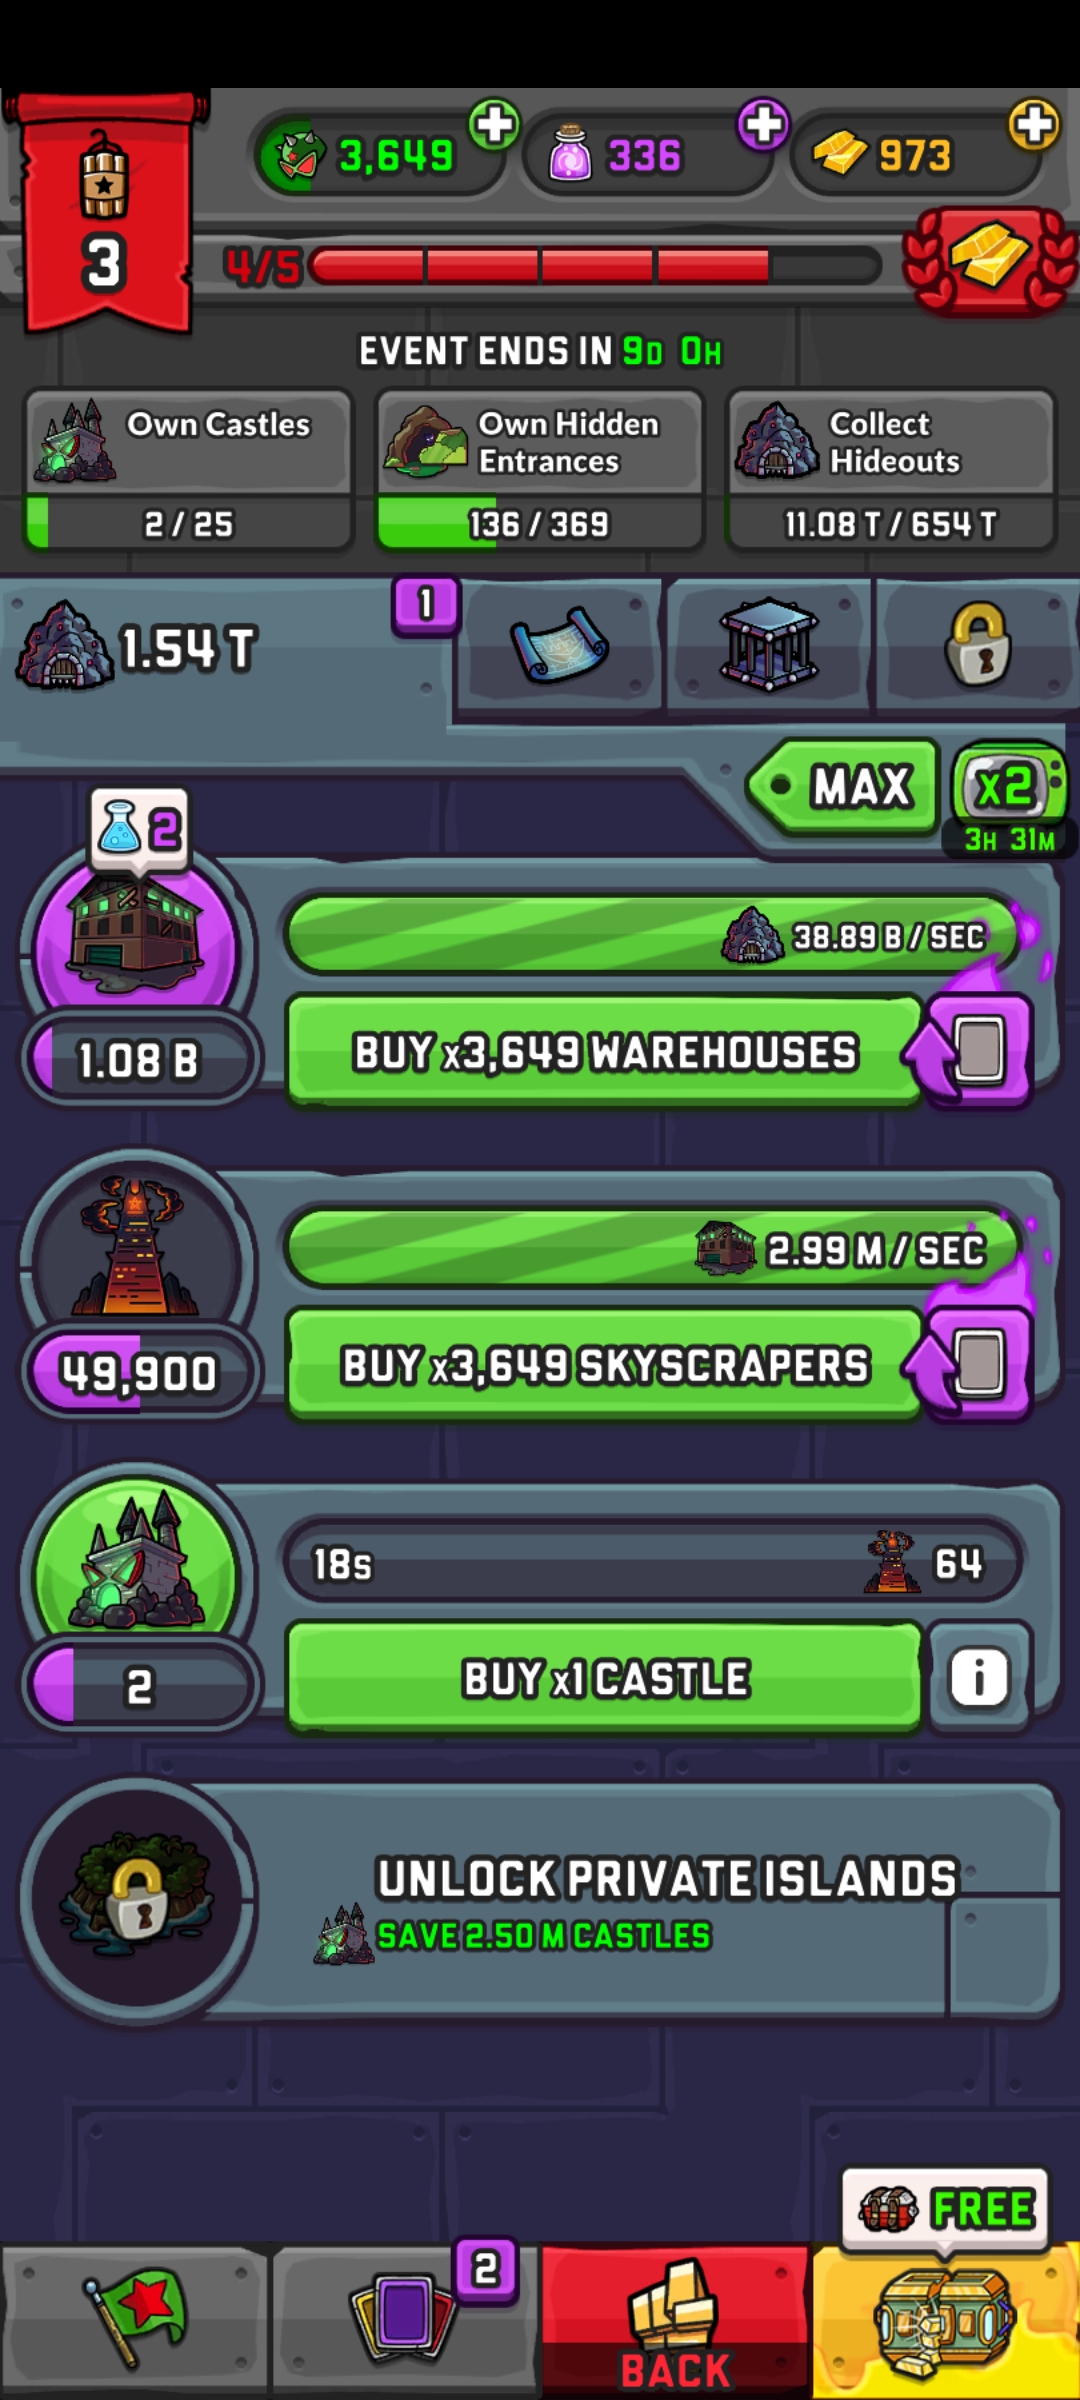 3,649
336
973
3
4/5
EVENT ENDS IN 9D 0H
Own Castles
2 / 25
Own Hidden
Entrances
136 / 369
Collect
Hideouts
11.08 T / 654 T
1.54 T
1
MAX
x2
3H 31M
2
38.89 B / SEC
1.08 B
BUY x3,649 WAREHOUSES
2.99 M / SEC
49,900
BUY x3,649 SKYSCRAPERS
18s
64
2
BUY x1 CASTLE
i
UNLOCK PRIVATE ISLANDS
SAVE 2.50 M CASTLES
FREE
2
BACK